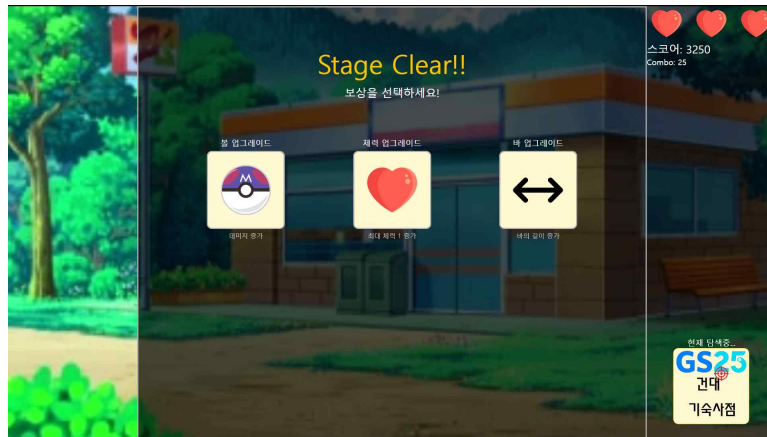 스코어: 3250
Combo: 25
Stage Clear!!
보상을 선택하세요!
볼 업그레이드
체력 업그레이드
바 업그레이드
M
데미지 증가
최대 체력 1 증가
바의 길이 증가
현재 탐색중...
GS25
건대
기숙사점